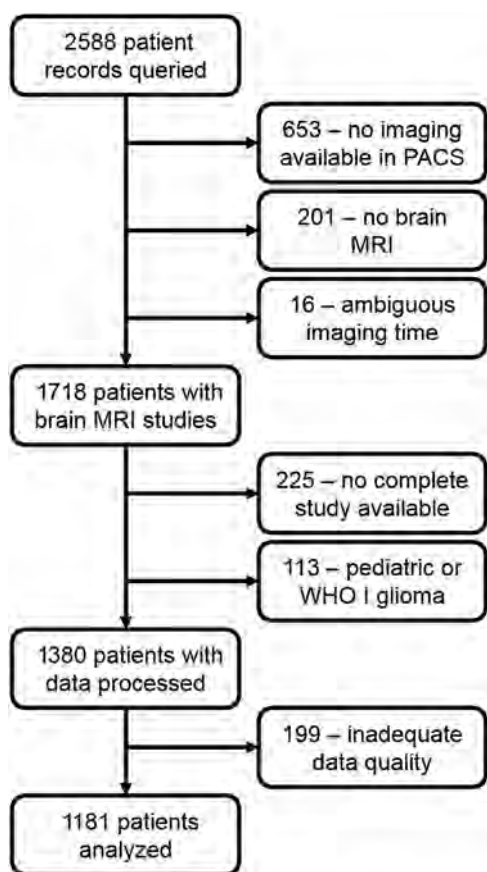 2588 patient
records queried
653 – no imaging
available in PACS
201 – no brain
MRI
16 – ambiguous
imaging time
1718 patients with
brain MRI studies
225 – no complete
study available
113 – pediatric or
WHO I glioma
1380 patients with
data processed
199 – inadequate
data quality
1181 patients
analyzed